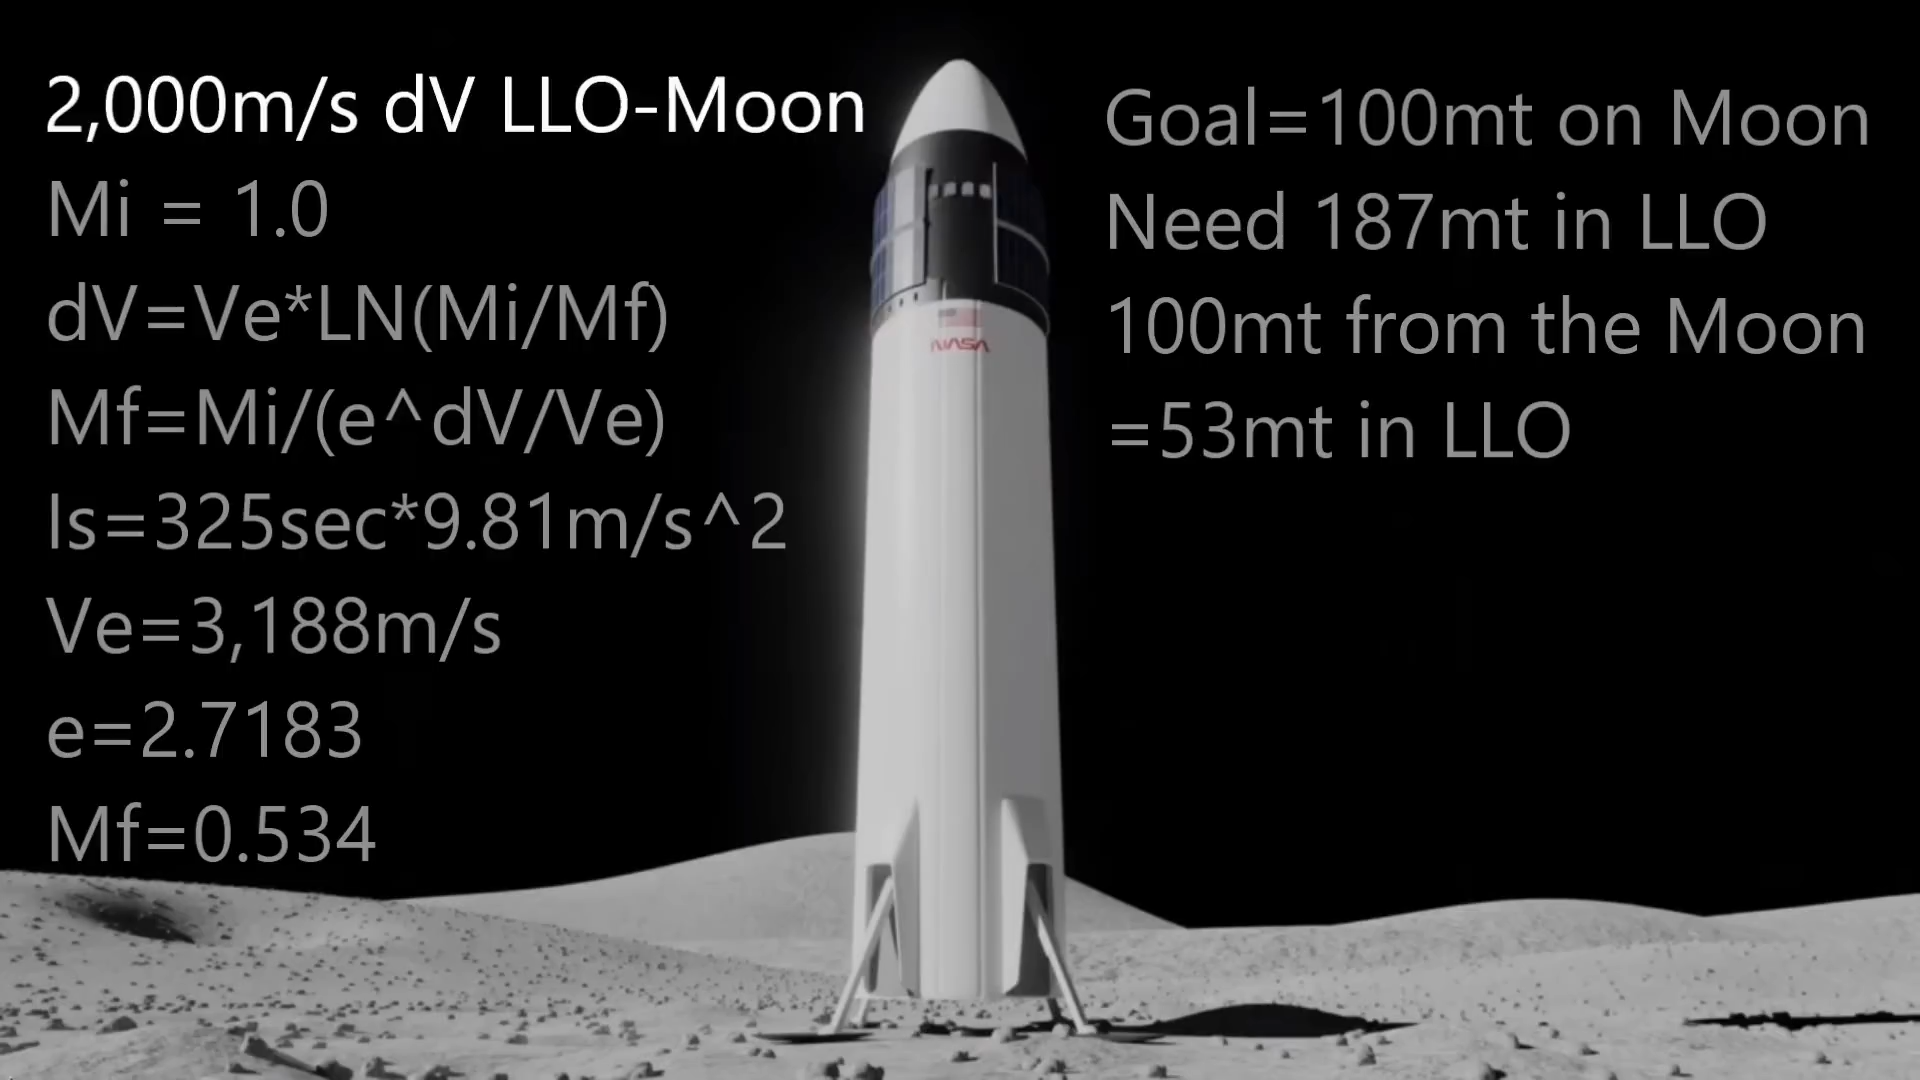 2,000m/s dV LLO-Moon
Mi = 1.0
dV=Ve*LN(Mi/Mf)
Mf=Mi/(e^dV/Ve)
Is=325sec*9.81m/s^2
Ve=3,188m/s
e=2.7183
Mf=0.534
Goal=100mt on Moon
Need 187mt in LLO
100mt from the Moon
=53mt in LLO
NASA